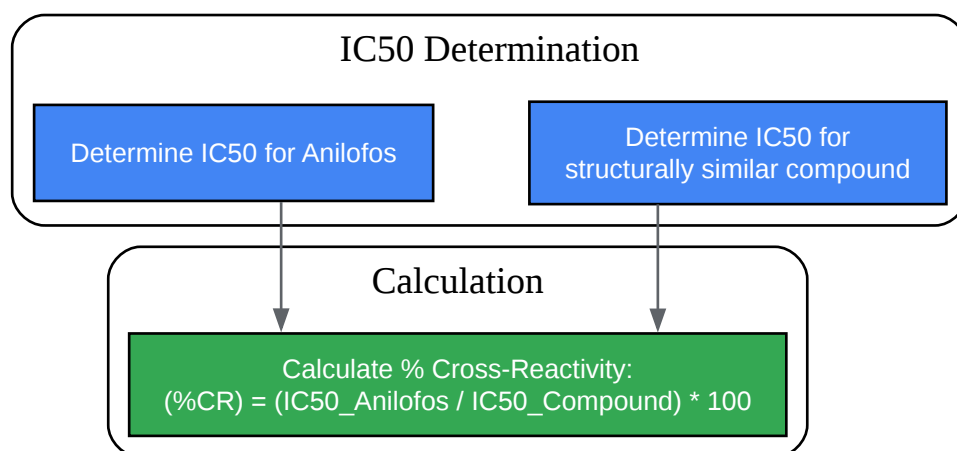 IC50 Determination
Determine IC50 for Anilofos
Determine IC50 for
structurally similar compound
Calculation
Calculate % Cross-Reactivity:
(%CR) = (IC50_Anilofos / IC50_Compound) * 100